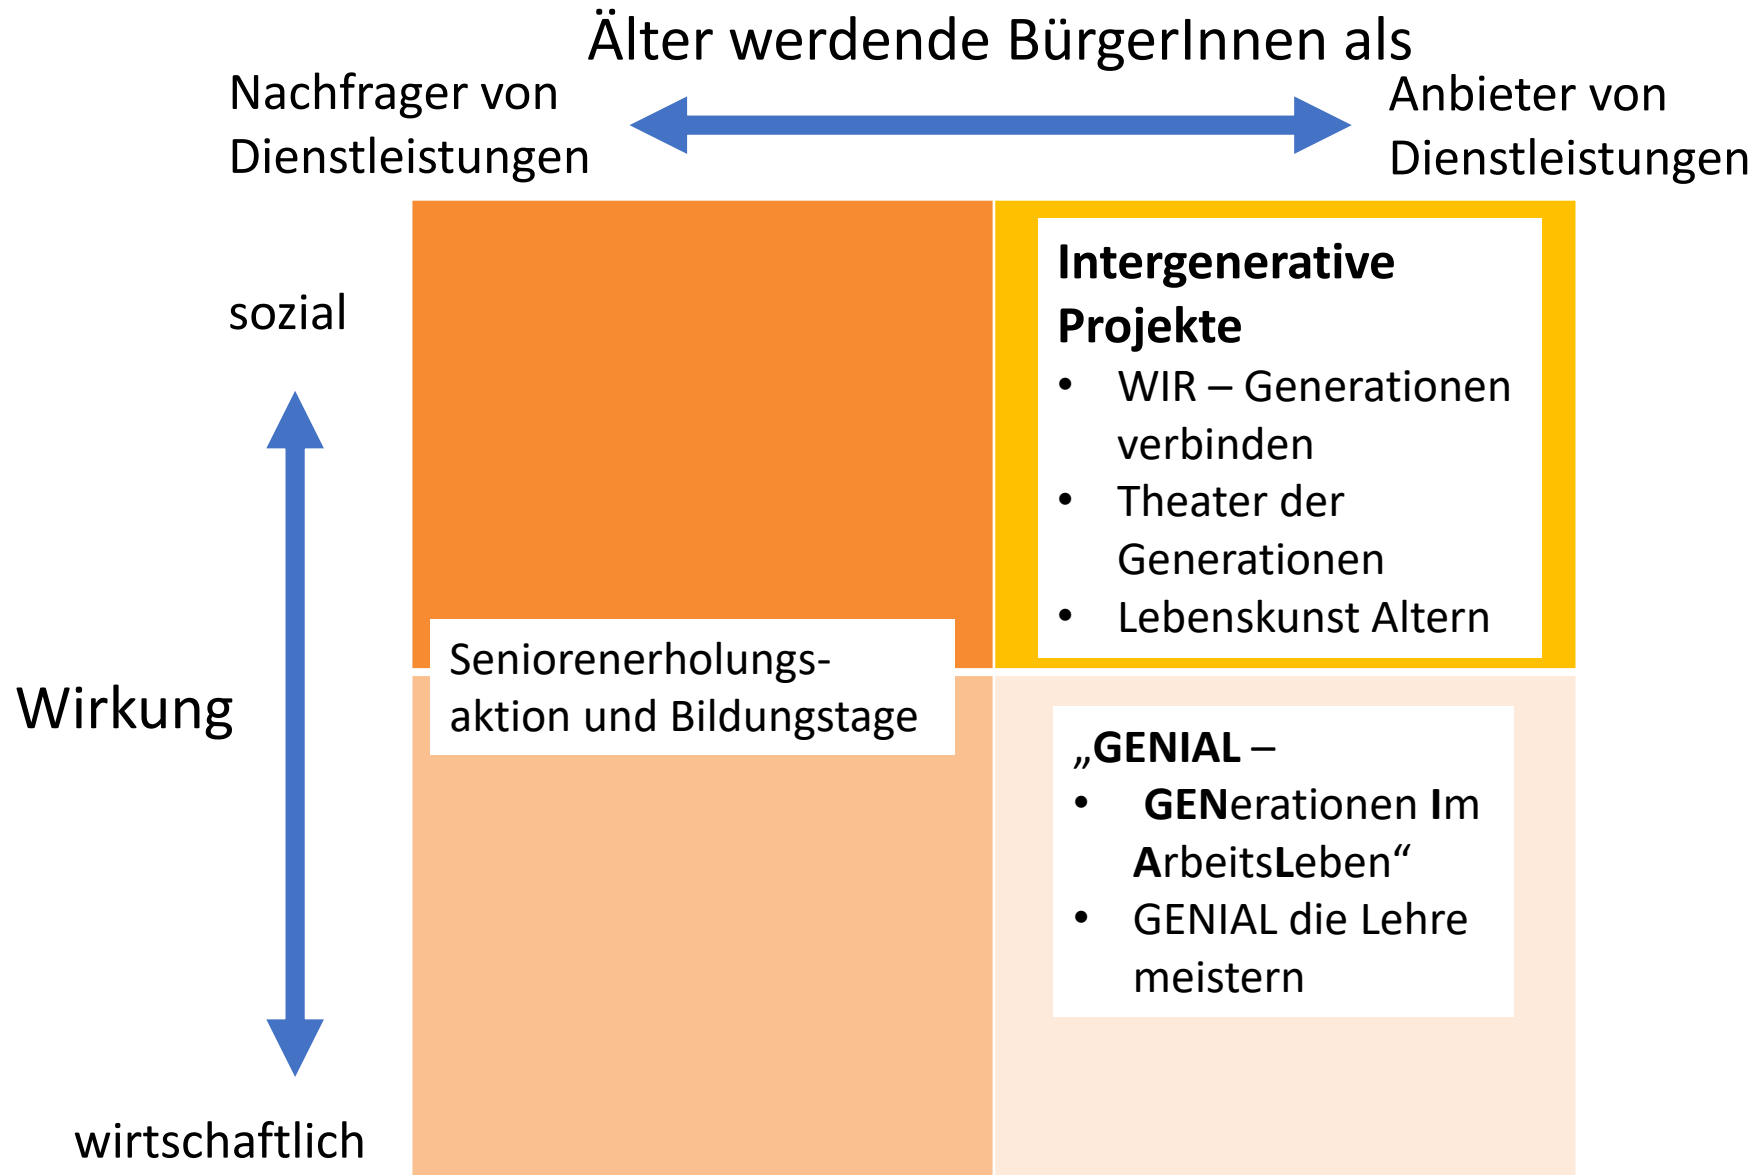 Älter werdende BürgerInnen als
Nachfrager von
Dienstleistungen
Anbieter von
Dienstleistungen
sozial
Wirkung
wirtschaftlich
Intergenerative
Projekte
• WIR – Generationen
verbinden
• Theater der
Generationen
• Lebenskunst Altern
Seniorenerholungs-
aktion und Bildungstage
„GENIAL –
• GENerationen Im
ArbeitsLeben“
• GENIAL die Lehre
meistern